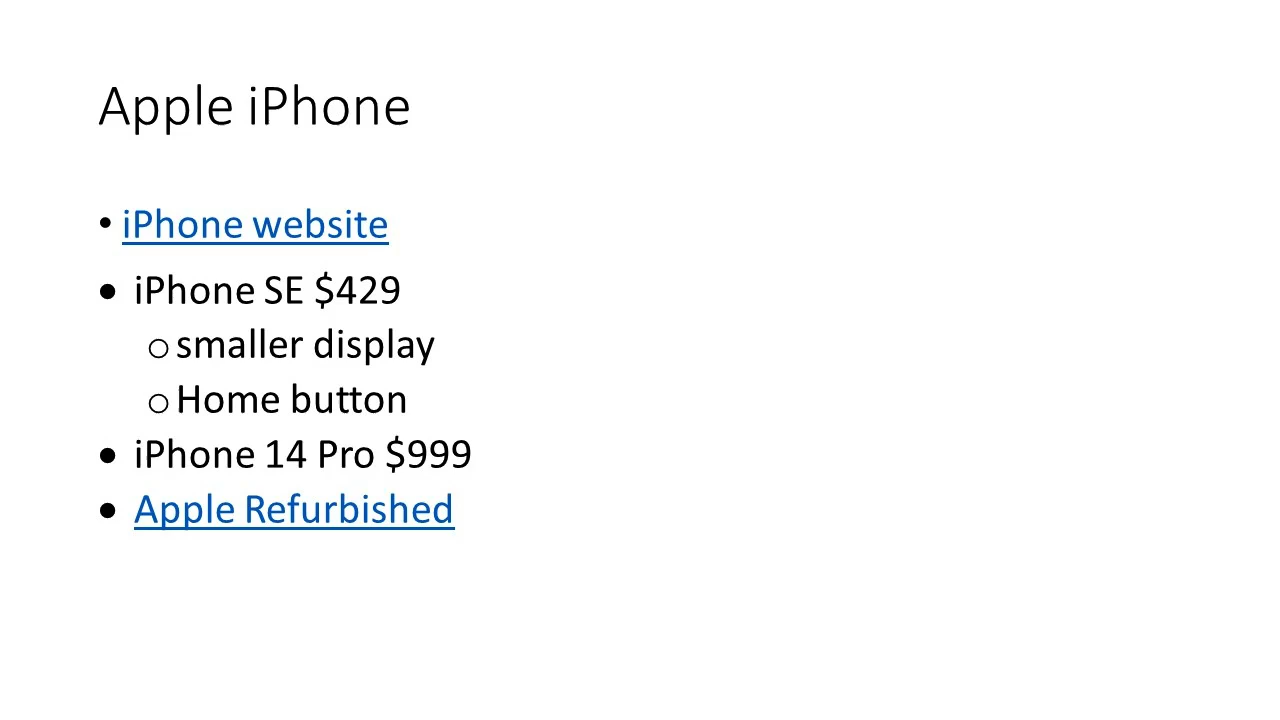 Apple iPhone
• iPhone website
• iPhone SE $429
o smaller display
o Home button
• iPhone 14 Pro $999
• Apple Refurbished